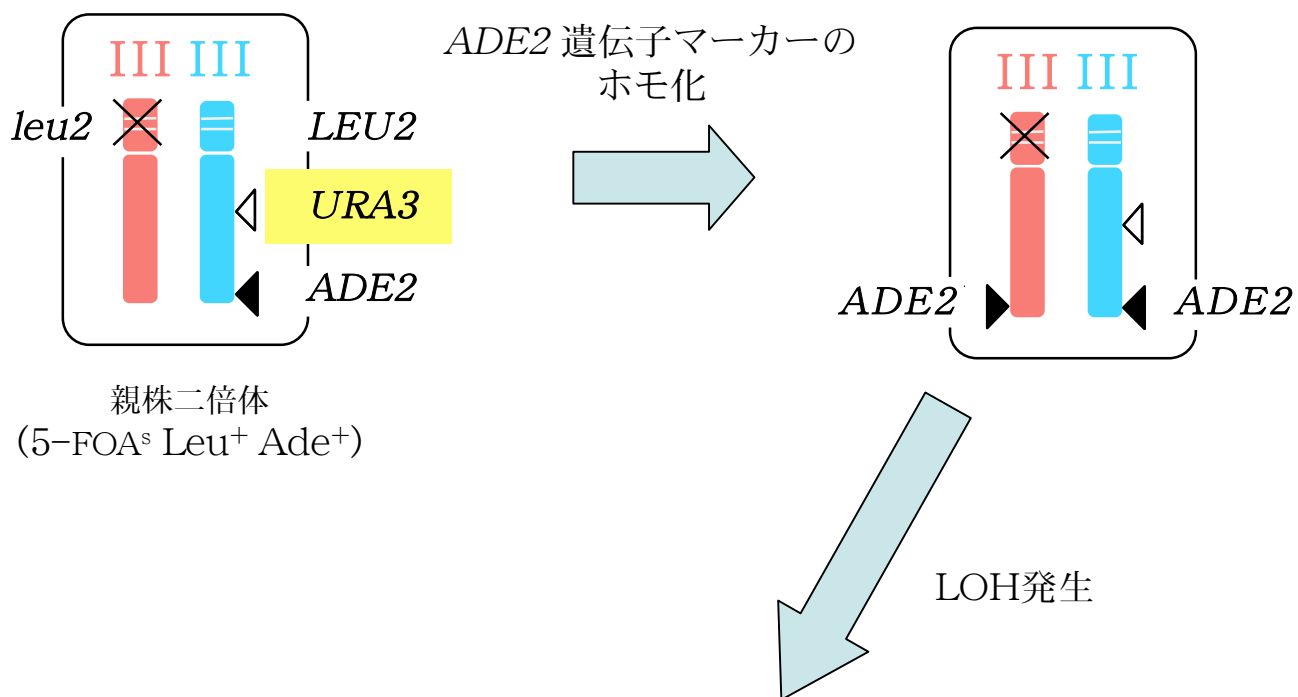 III III
leu2
LEU2
URA3
ADE2
親株二倍体
(5-FOAˢ Leu⁺ Ade⁺)
ADE2 遺伝子マーカーの
ホモ化
III III
ADE2
ADE2
LOH発生